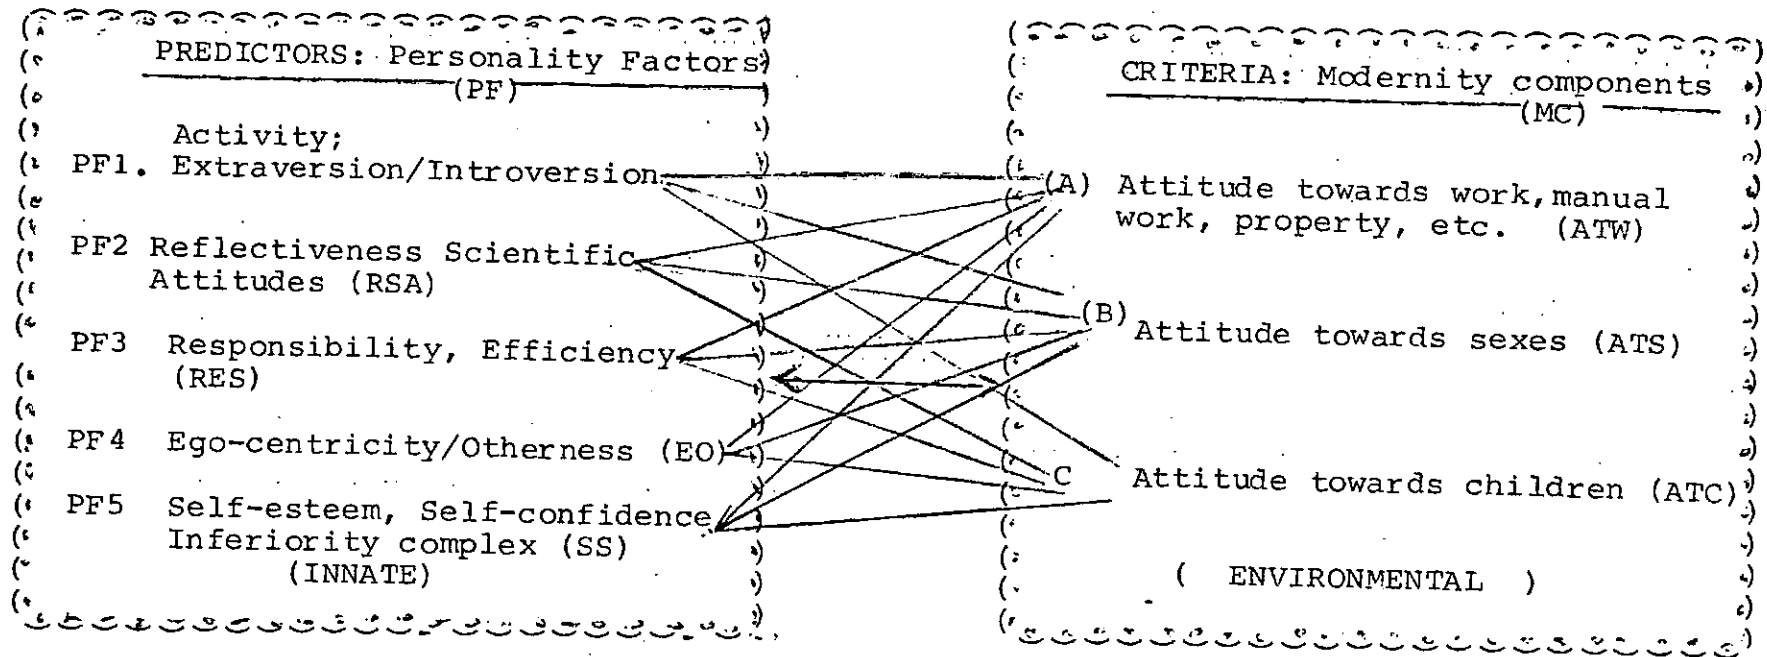 PREDICTORS: Personality Factors
(PF)
Activity;
PF1. Extraversion/Introversion
PF2 Reflectiveness Scientific
Attitudes (RSA)
PF3 Responsibility, Efficiency
(RES)
PF4 Ego-centricity/Otherness (EO)
PF5 Self-esteem, Self-confidence
Inferiority complex (SS)
(INNATE)
CRITERIA: Modernity components
(MC)
(A) Attitude towards work, manual
work, property, etc. (ATW)
(B) Attitude towards sexes (ATS)
C Attitude towards children (ATC)
( ENVIRONMENTAL )